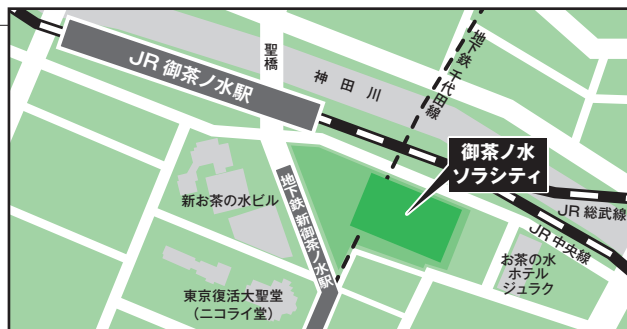 聖橋
JR 御茶ノ水駅
神田川
地下鉄 千代田線
御茶ノ水
ソラシティ
新お茶の水ビル
地下鉄 新御茶ノ水駅
JR 総武線
JR 中央線
お茶の水
ホテル
ジュラク
東京復活大聖堂
（ニコライ堂）